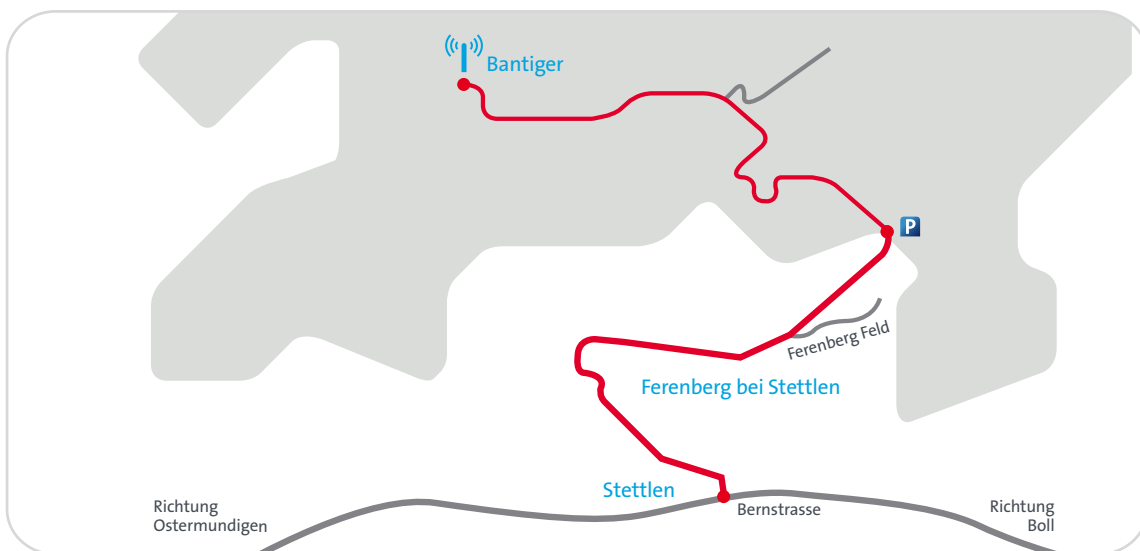 Bantiger
P
Ferenberg Feld
Ferenberg bei Stettlen
Stettlen
Bernstrasse
Richtung
Ostermundigen
Richtung
Boll